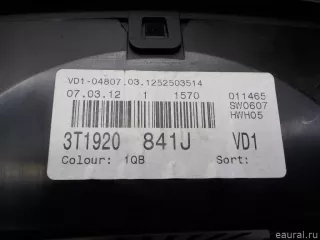 VD1-04807.03.1252503514
07.03.12 1 1570 011465
SW0607
HWH05
3T1920 841J VD1
Colour: 1QB Sort:
© eaural.ru